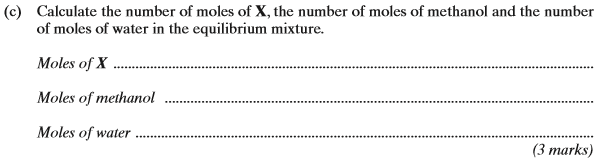 (c) Calculate the number of moles of X, the number of moles of methanol and the number
of moles of water in the equilibrium mixture.
Moles of X ..........................................................................................................
Moles of methanol ..........................................................................................................
Moles of water ..........................................................................................................
(3 marks)